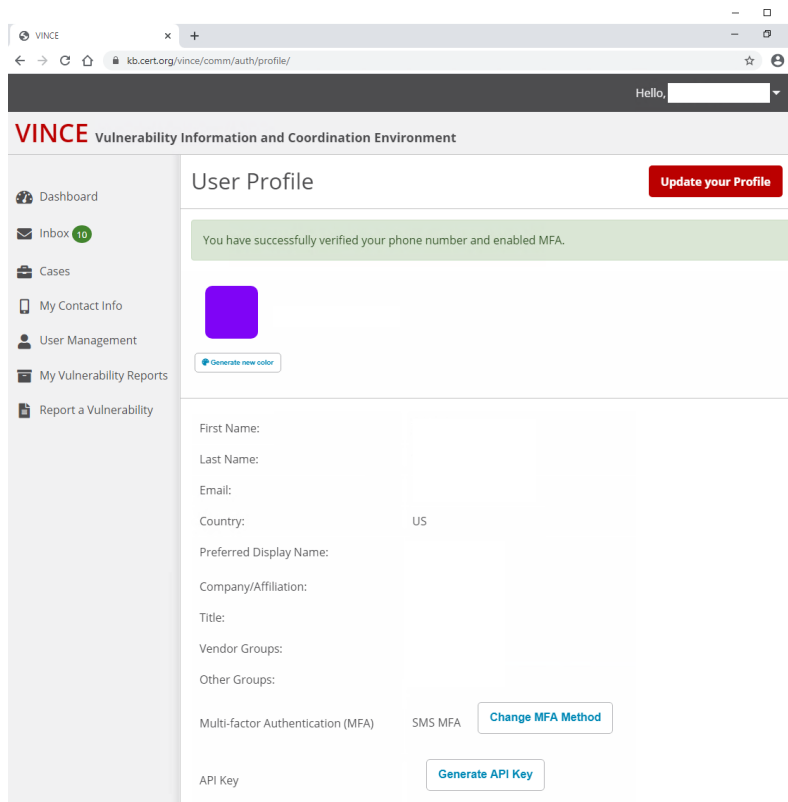 VINCE
kb.cert.org/vince/comm/auth/profile/
Hello,
VINCE Vulnerability Information and Coordination Environment
Dashboard
Inbox 10
Cases
My Contact Info
User Management
My Vulnerability Reports
Report a Vulnerability
User Profile
Update your Profile
You have successfully verified your phone number and enabled MFA.
Generate new color
First Name:
Last Name:
Email:
Country: US
Preferred Display Name:
Company/Affiliation:
Title:
Vendor Groups:
Other Groups:
Multi-factor Authentication (MFA) SMS MFA Change MFA Method
API Key Generate API Key